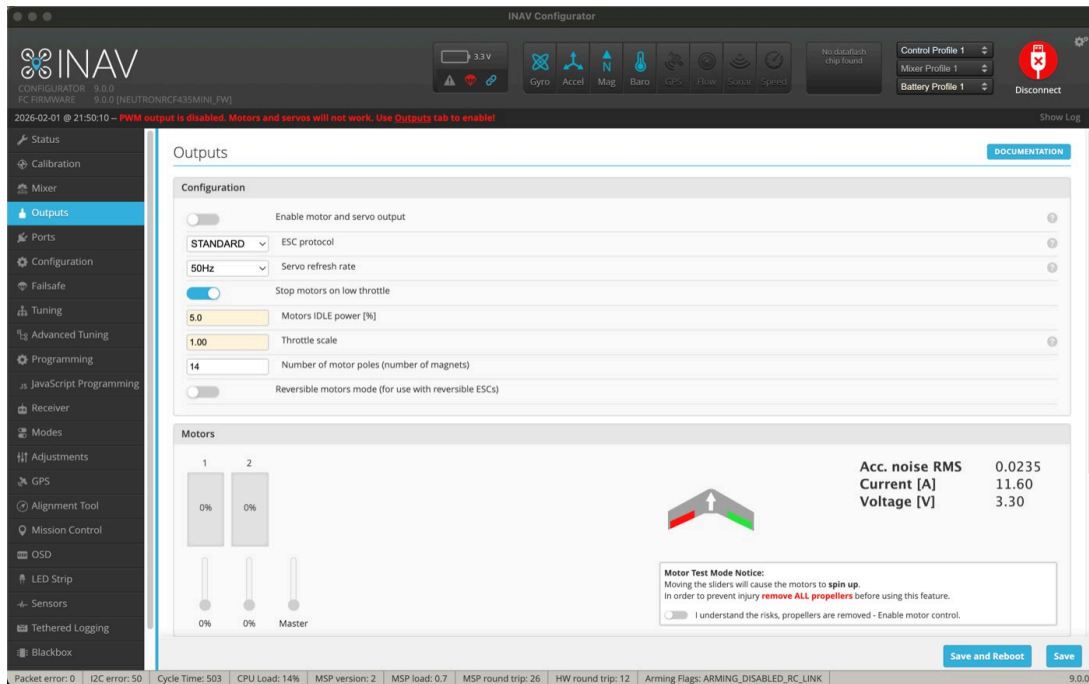 INAV Configurator
INAV
CONFIGURATOR 9.0.0
FC FIRMWARE 9.0.0 [NEUTRONRCF435MINI_FW]
3.3 V
Gyro Accel Mag Baro GPS Flow Sonar Speed
No dataflash
chip found
Control Profile 1
Mixer Profile 1
Battery Profile 1
Disconnect
2026-02-01 @ 21:50:10 -- PWM output is disabled. Motors and servos will not work. Use Outputs tab to enable!
Show Log
Status
Calibration
Mixer
Outputs
Ports
Configuration
Failsafe
Tuning
Advanced Tuning
Programming
JS JavaScript Programming
Receiver
Modes
Adjustments
GPS
Alignment Tool
Mission Control
OSD
LED Strip
Sensors
Tethered Logging
Blackbox
Outputs
DOCUMENTATION
Configuration
Enable motor and servo output
STANDARD ESC protocol
50Hz Servo refresh rate
Stop motors on low throttle
5.0 Motors IDLE power [%]
1.00 Throttle scale
14 Number of motor poles (number of magnets)
Reversible motors mode (for use with reversible ESCs)
Motors
1 2
0% 0%
0% 0% Master
Acc. noise RMS 0.0235
Current [A] 11.60
Voltage [V] 3.30
Motor Test Mode Notice:
Moving the sliders will cause the motors to spin up.
In order to prevent injury remove ALL propellers before using this feature.
I understand the risks, propellers are removed - Enable motor control.
Save and Reboot
Save
Packet error: 0 I2C error: 50 Cycle Time: 503 CPU Load: 14% MSP version: 2 MSP load: 0.7 MSP round trip: 26 HW round trip: 12 Arming Flags: ARMING_DISABLED_RC_LINK 9.0.0